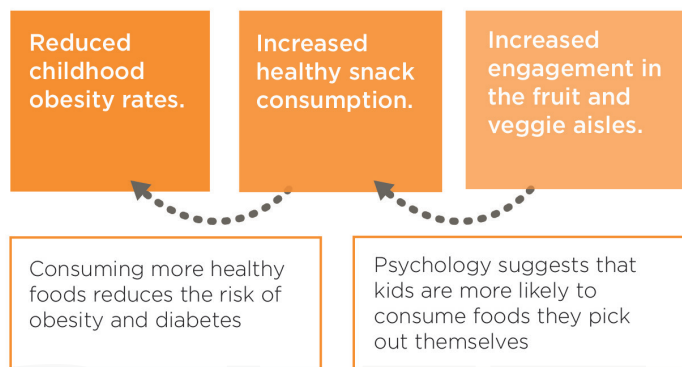 Reduced
childhood
obesity rates.
Increased
healthy snack
consumption.
Increased
engagement in
the fruit and
veggie aisles.
Consuming more healthy
foods reduces the risk of
obesity and diabetes
Psychology suggests that
kids are more likely to
consume foods they pick
out themselves